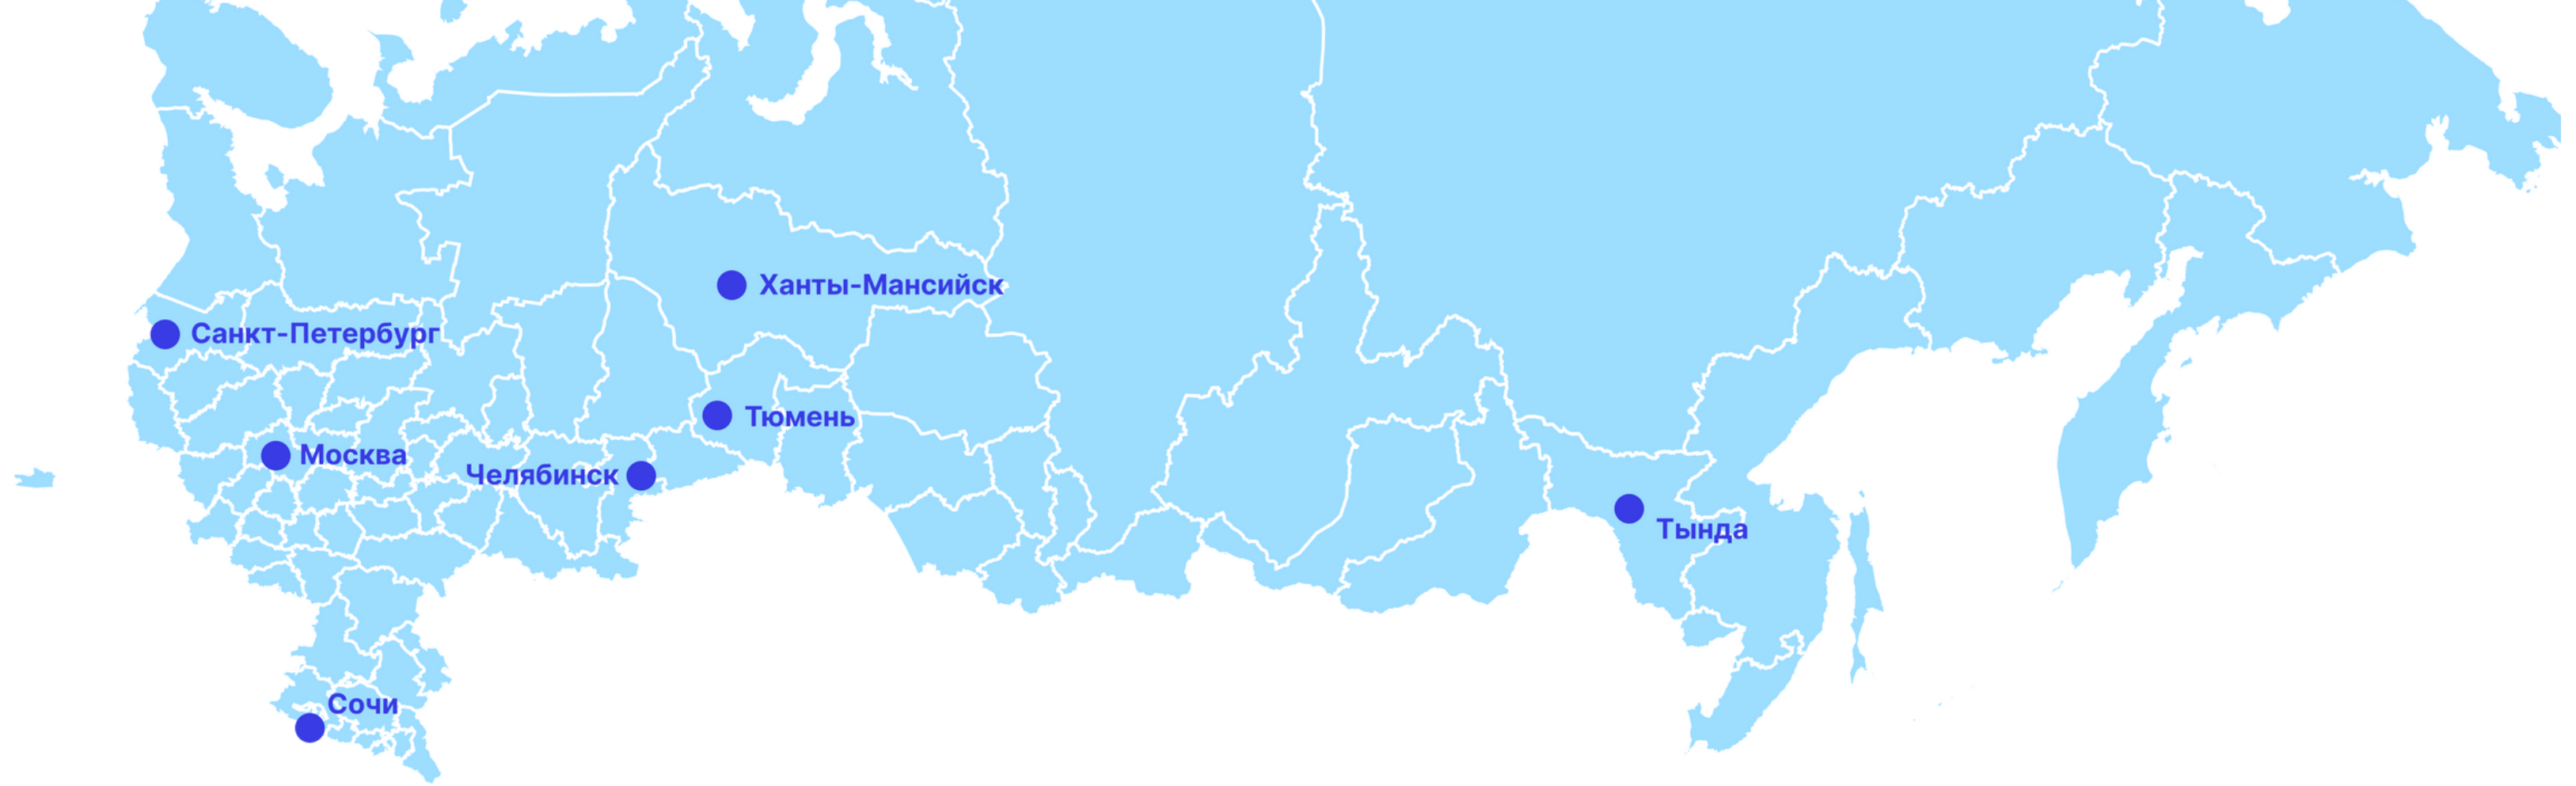 Ханты-Мансийск
Санкт-Петербург
Тюмень
Москва
Челябинск
Тында
Сочи